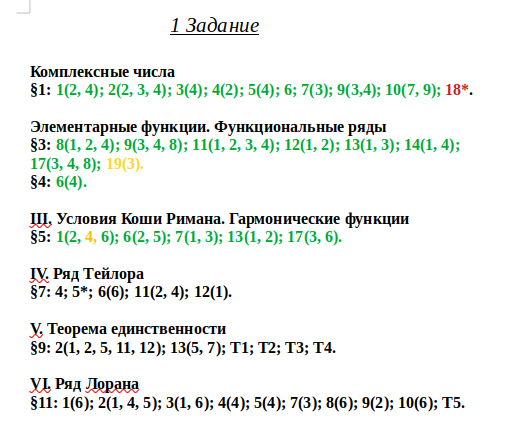 1 Задание
Комплексные числа
§1: 1(2, 4); 2(2, 3, 4); 3(4); 4(2); 5(4); 6; 7(3); 9(3,4); 10(7, 9); 18*.
Элементарные функции. Функциональные ряды
§3: 8(1, 2, 4); 9(3, 4, 8); 11(1, 2, 3, 4); 12(1, 2); 13(1, 3); 14(1, 4);
17(3, 4, 8); 19(3).
§4: 6(4).
III. Условия Коши Римана. Гармонические функции
§5: 1(2, 4, 6); 6(2, 5); 7(1, 3); 13(1, 2); 17(3, 6).
IV. Ряд Тейлора
§7: 4; 5*; 6(6); 11(2, 4); 12(1).
V. Теорема единственности
§9: 2(1, 2, 5, 11, 12); 13(5, 7); Т1; Т2; Т3; Т4.
VI. Ряд Лорана
§11: 1(6); 2(1, 4, 5); 3(1, 6); 4(4); 5(4); 7(3); 8(6); 9(2); 10(6); Т5.